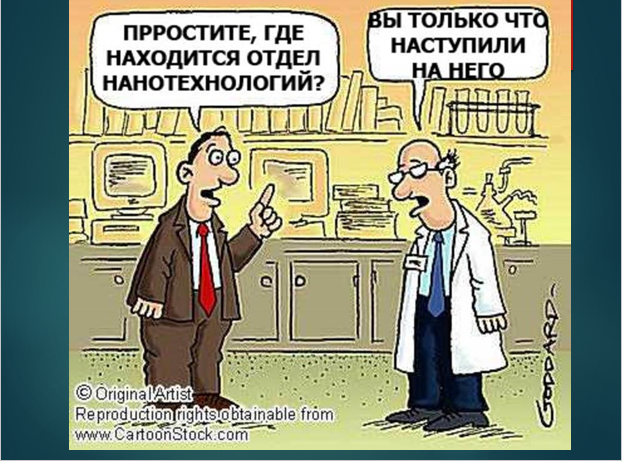 ПРРОСТИТЕ, ГДЕ
НАХОДИТСЯ ОТДЕЛ
НАНОТЕХНОЛОГИЙ?
ВЫ ТОЛЬКО ЧТО
НАСТУПИЛИ
НА НЕГО
GODDARD
© Original Artist
Reproduction rights obtainable from
www.CartoonStock.com